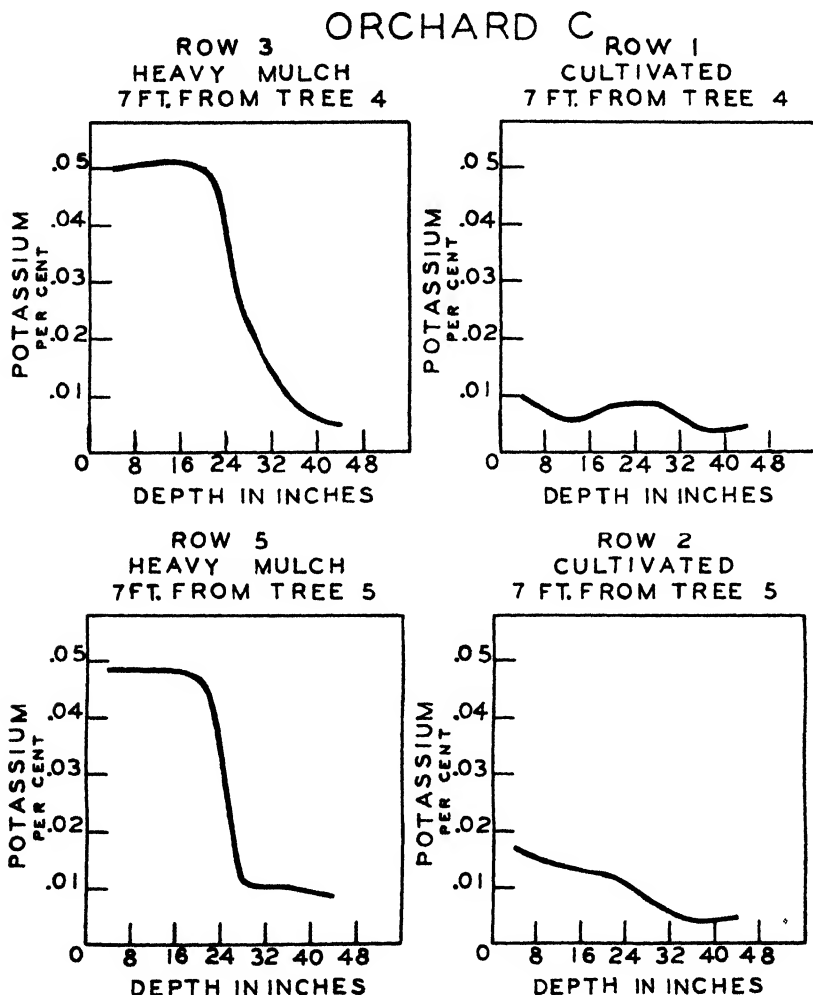 ORCHARD C
ROW 3
HEAVY MULCH
7 FT. FROM TREE 4
.05
.04
.03
.02
.01
POTASSIUM
PER CENT
0 8 16 24 32 40 48
DEPTH IN INCHES
ROW 1
CULTIVATED
7 FT. FROM TREE 4
.05
.04
.03
.02
.01
POTASSIUM
PER CENT
0 8 16 24 32 40 48
DEPTH IN INCHES
ROW 5
HEAVY MULCH
7 FT. FROM TREE 5
.05
.04
.03
.02
.01
POTASSIUM
PER CENT
0 8 16 24 32 40 48
DEPTH IN INCHES
ROW 2
CULTIVATED
7 FT. FROM TREE 5
.05
.04
.03
.02
.01
POTASSIUM
PER CENT
0 8 16 24 32 40 48
DEPTH IN INCHES